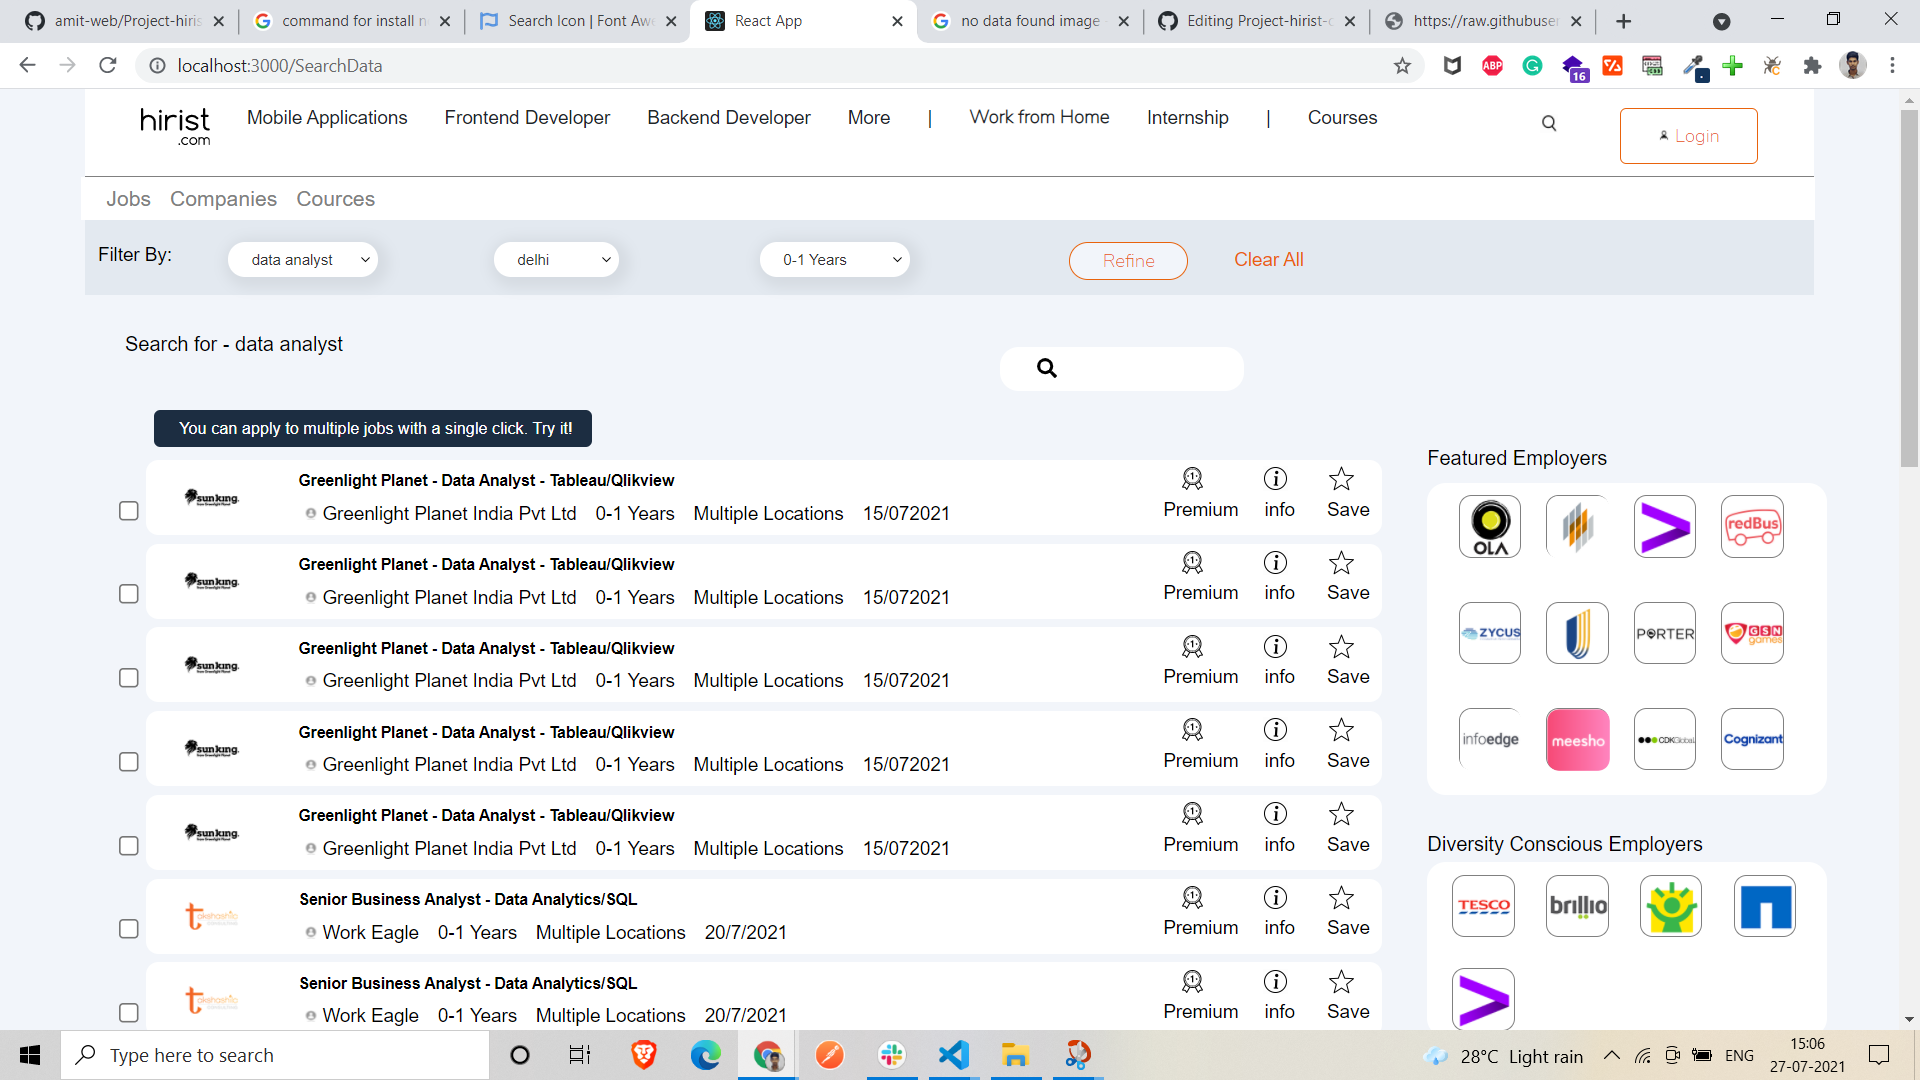 amit-web/Project-hiris
command for install n
Search Icon | Font Awe
React App
no data found image
Editing Project-hirist-c
https://raw.githubuser
localhost:3000/SearchData
ABP
16
hirist
.com
Mobile Applications
Frontend Developer
Backend Developer
More
|
Work from Home
Internship
|
Courses
Login
Jobs Companies Cources
Filter By:
data analyst
delhi
0-1 Years
Refine
Clear All
Search for - data analyst
You can apply to multiple jobs with a single click. Try it!
sunking.
Greenlight Planet - Data Analyst - Tableau/Qlikview
Greenlight Planet India Pvt Ltd 0-1 Years Multiple Locations 15/072021
Premium info Save
sunking.
Greenlight Planet - Data Analyst - Tableau/Qlikview
Greenlight Planet India Pvt Ltd 0-1 Years Multiple Locations 15/072021
Premium info Save
sunking.
Greenlight Planet - Data Analyst - Tableau/Qlikview
Greenlight Planet India Pvt Ltd 0-1 Years Multiple Locations 15/072021
Premium info Save
sunking.
Greenlight Planet - Data Analyst - Tableau/Qlikview
Greenlight Planet India Pvt Ltd 0-1 Years Multiple Locations 15/072021
Premium info Save
sunking.
Greenlight Planet - Data Analyst - Tableau/Qlikview
Greenlight Planet India Pvt Ltd 0-1 Years Multiple Locations 15/072021
Premium info Save
Senior Business Analyst - Data Analytics/SQL
Work Eagle 0-1 Years Multiple Locations 20/7/2021
Premium info Save
Senior Business Analyst - Data Analytics/SQL
Work Eagle 0-1 Years Multiple Locations 20/7/2021
Premium info Save
Featured Employers
OLA
redBus
ZYCUS
PORTER
GSN
games
infoedge
meesho
CDKGlobal
Cognizant
Diversity Conscious Employers
TESCO
brillio
Type here to search
28°C Light rain
ENG
15:06
27-07-2021